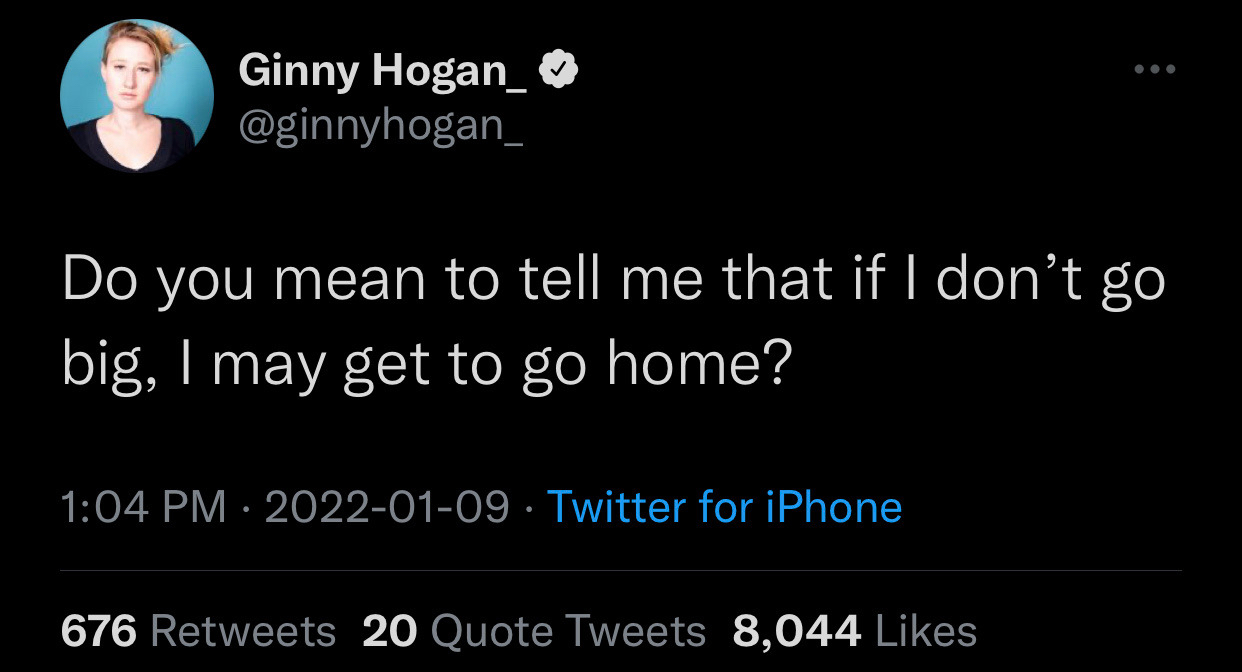 Ginny Hogan_
@ginnyhogan_
Do you mean to tell me that if I don’t go
big, I may get to go home?
1:04 PM · 2022-01-09 · Twitter for iPhone
676 Retweets 20 Quote Tweets 8,044 Likes